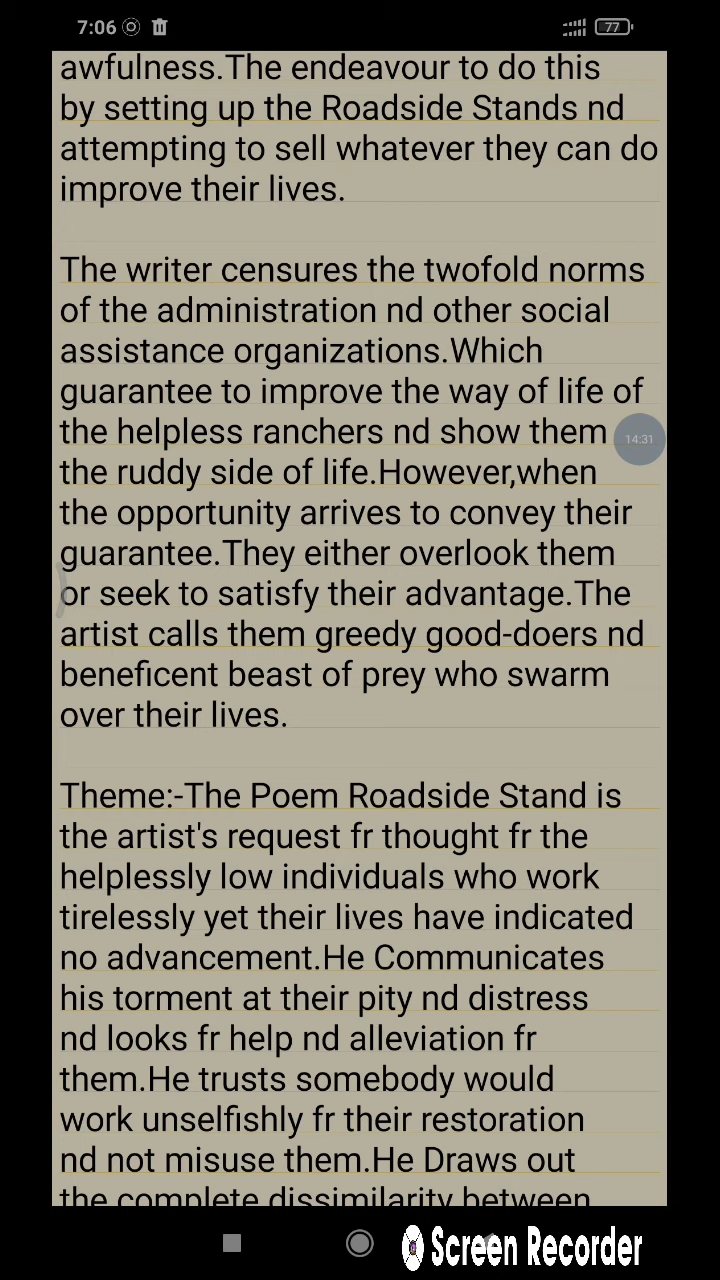 7:06
77
awfulness.The endeavour to do this
by setting up the Roadside Stands nd
attempting to sell whatever they can do
improve their lives.
The writer censures the twofold norms
of the administration nd other social
assistance organizations.Which
guarantee to improve the way of life of
the helpless ranchers nd show them
14:31
the ruddy side of life.However,when
the opportunity arrives to convey their
guarantee.They either overlook them
or seek to satisfy their advantage.The
artist calls them greedy good-doers nd
beneficent beast of prey who swarm
over their lives.
Theme:-The Poem Roadside Stand is
the artist's request fr thought fr the
helplessly low individuals who work
tirelessly yet their lives have indicated
no advancement.He Communicates
his torment at their pity nd distress
nd looks fr help nd alleviation fr
them.He trusts somebody would
work unselfishly fr their restoration
nd not misuse them.He Draws out
the complete dissimilarity between
Screen Recorder